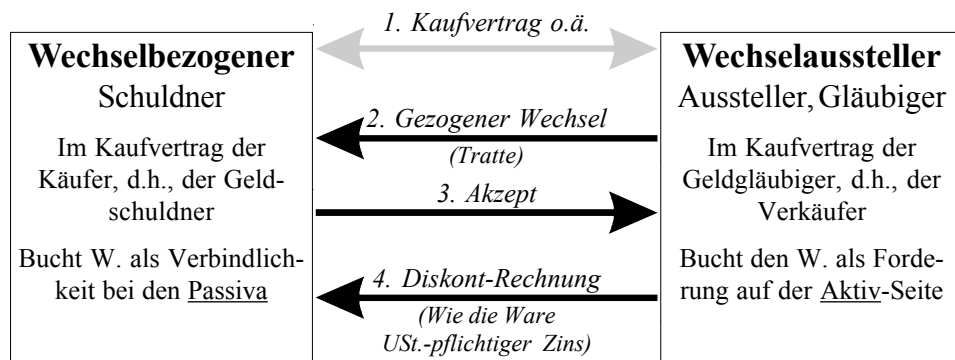 1. Kaufvertrag o.ä.
Wechselbezogener
Schuldner
Im Kaufvertrag der
Käufer, d.h., der Geld-
schuldner
Bucht W. als Verbindlich-
keit bei den Passiva
2. Gezogener Wechsel
(Tratte)
3. Akzept
4. Diskont-Rechnung
(Wie die Ware
USt.-pflichtiger Zins)
Wechselaussteller
Aussteller, Gläubiger
Im Kaufvertrag der
Geldgläubiger, d.h., der
Verkäufer
Bucht den W. als Forde-
rung auf der Aktiv-Seite